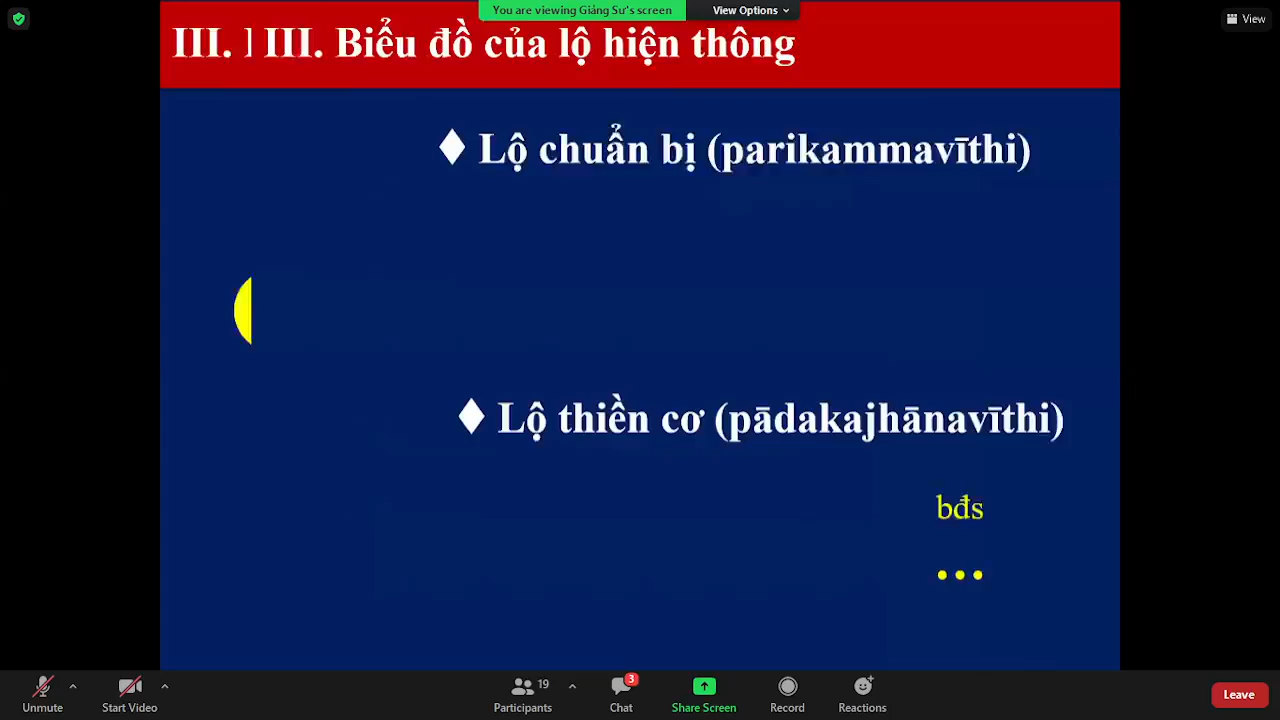 You are viewing Giảng Sư's screen View Options
View
III. III. Biểu đồ của lộ hiện thông
♦ Lộ chuẩn bị (parikammavīthi)
♦ Lộ thiền cơ (pādakajhānavīthi)
bđs
•••
Unmute Start Video 19 Participants 3 Chat Share Screen Record Reactions Leave